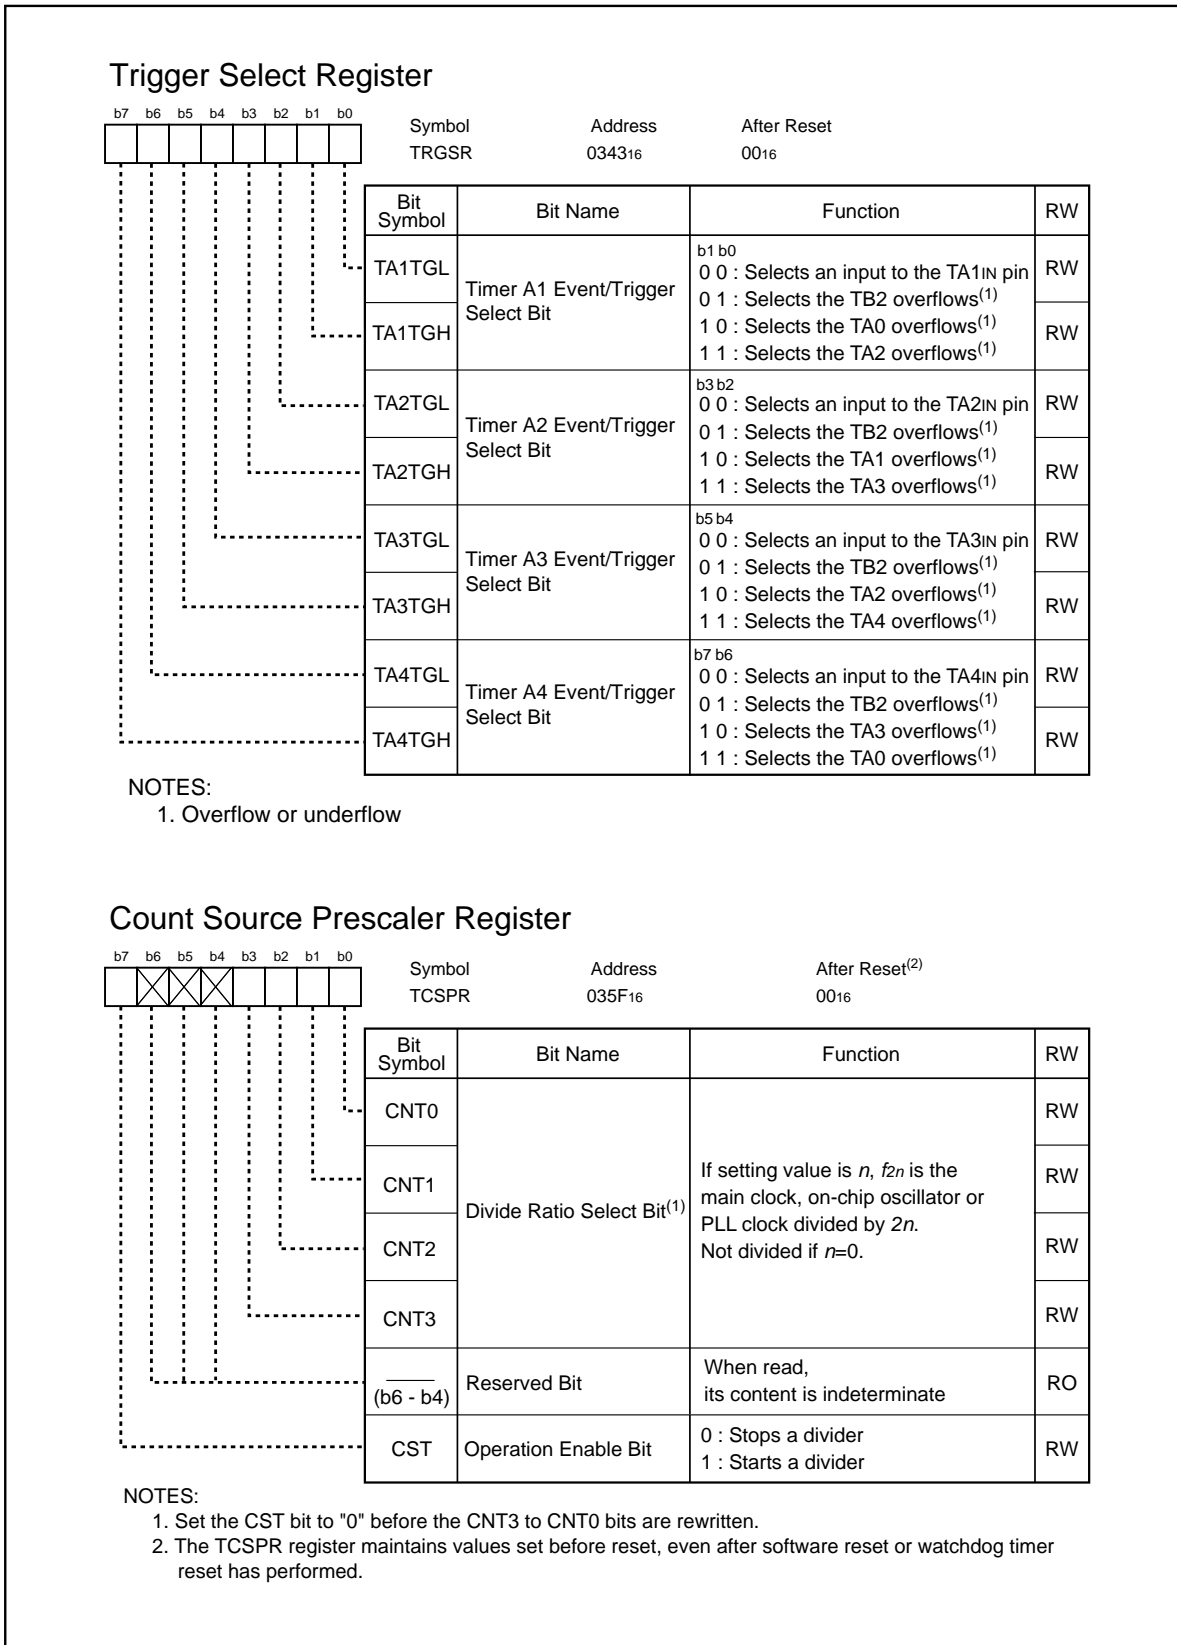 Trigger Select Register
b7 b6 b5 b4 b3 b2 b1 b0
Symbol Address After Reset
TRGSR 034316 0016
Bit Symbol Bit Name Function RW
TA1TGL RW
TA1TGH RW
Timer A1 Event/Trigger
Select Bit
b1 b0
0 0 : Selects an input to the TA1IN pin
0 1 : Selects the TB2 overflows(1)
1 0 : Selects the TA0 overflows(1)
1 1 : Selects the TA2 overflows(1)
TA2TGL RW
TA2TGH RW
Timer A2 Event/Trigger
Select Bit
b3 b2
0 0 : Selects an input to the TA2IN pin
0 1 : Selects the TB2 overflows(1)
1 0 : Selects the TA1 overflows(1)
1 1 : Selects the TA3 overflows(1)
TA3TGL RW
TA3TGH RW
Timer A3 Event/Trigger
Select Bit
b5 b4
0 0 : Selects an input to the TA3IN pin
0 1 : Selects the TB2 overflows(1)
1 0 : Selects the TA2 overflows(1)
1 1 : Selects the TA4 overflows(1)
TA4TGL RW
TA4TGH RW
Timer A4 Event/Trigger
Select Bit
b7 b6
0 0 : Selects an input to the TA4IN pin
0 1 : Selects the TB2 overflows(1)
1 0 : Selects the TA3 overflows(1)
1 1 : Selects the TA0 overflows(1)
NOTES:
1. Overflow or underflow
Count Source Prescaler Register
b7 b6 b5 b4 b3 b2 b1 b0
Symbol Address After Reset(2)
TCSPR 035F16 0016
Bit Symbol Bit Name Function RW
CNT0 RW
CNT1 RW
CNT2 RW
CNT3 RW
Divide Ratio Select Bit(1)
If setting value is n, f2n is the
main clock, on-chip oscillator or
PLL clock divided by 2n.
Not divided if n=0.
(b6 - b4) Reserved Bit
When read,
its content is indeterminate
RO
CST Operation Enable Bit
0 : Stops a divider
1 : Starts a divider
RW
NOTES:
1. Set the CST bit to "0" before the CNT3 to CNT0 bits are rewritten.
2. The TCSPR register maintains values set before reset, even after software reset or watchdog timer
reset has performed.